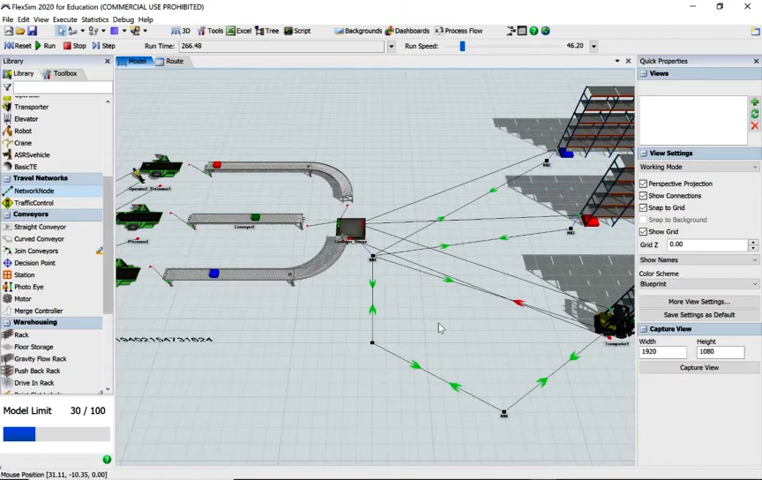 FlexSim 2020 for Education (COMMERCIAL USE PROHIBITED)
File Edit View Execute Statistics Debug Help
3D Tools Excel Tree Script Backgrounds Dashboards Process Flow
Reset Run Stop Step Run Time: 266.48 Run Speed: 46.20
Library
Library Toolbox
Model Route
Operator
Transporter
Elevator
Robot
Crane
ASRSvehicle
BasicTE
Travel Networks
NetworkNode
TrafficControl
Conveyors
Straight Conveyor
Curved Conveyor
Join Conveyors
Decision Point
Station
Photo Eye
Motor
Merge Controller
Warehousing
Rack
Floor Storage
Gravity Flow Rack
Push Back Rack
Drive In Rack
Model Limit 30 / 100
Mouse Position [31.11, -10.35, 0.00]
Quick Properties
Views
View Settings
Working Mode
Perspective Projection
Show Connections
Snap to Grid
Snap to Background
Show Grid
Grid Z 0.00
Show Names
Color Scheme
Blueprint
More View Settings...
Save Settings as Default
Capture View
Width Height
1920 1080
Capture View